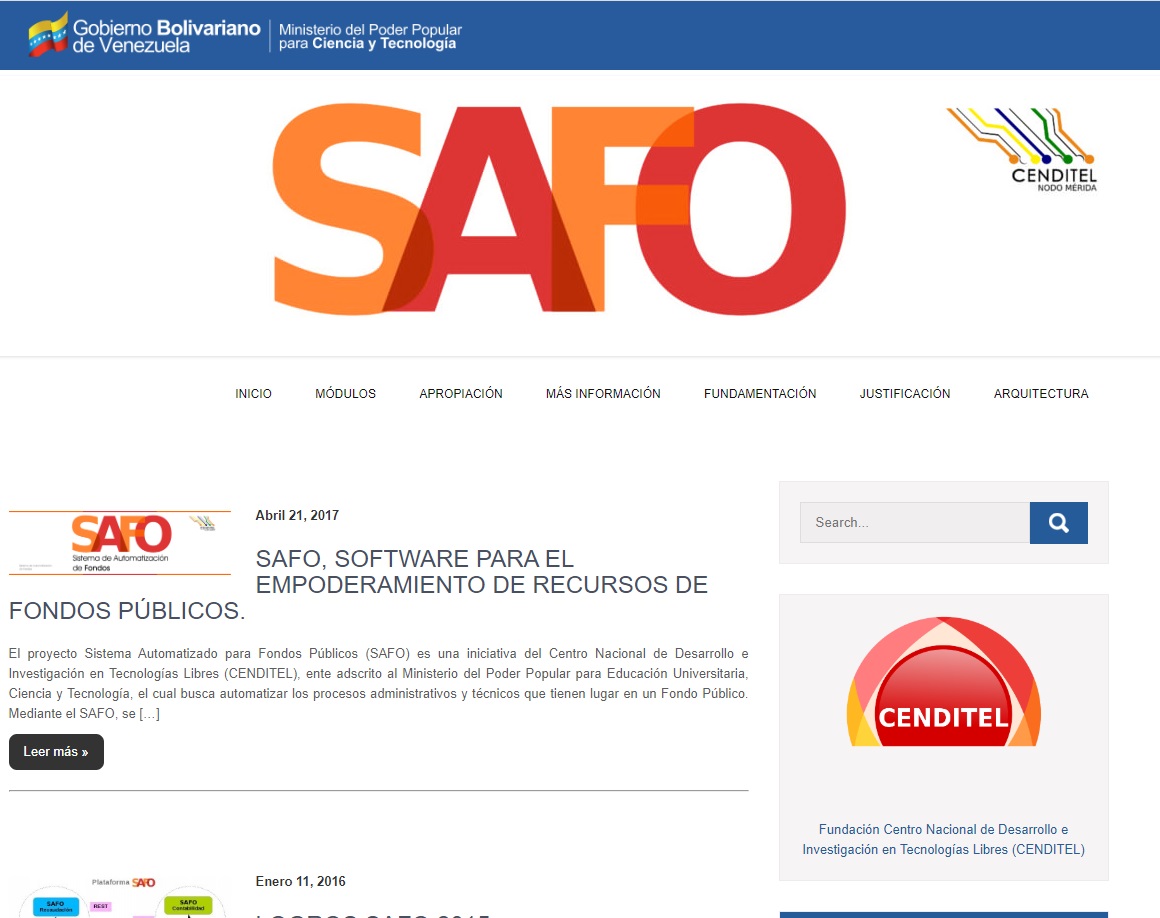 Gobierno Bolivariano
de Venezuela
Ministerio del Poder Popular
para Ciencia y Tecnología
SAFO
CENDITEL
NODO MÉRIDA
INICIO
MÓDULOS
APROPIACIÓN
MÁS INFORMACIÓN
FUNDAMENTACIÓN
JUSTIFICACIÓN
ARQUITECTURA
SAFO
Sistema de Automatización
de Fondos
Abril 21, 2017
SAFO, SOFTWARE PARA EL
EMPODERAMIENTO DE RECURSOS DE
FONDOS PÚBLICOS.
El proyecto Sistema Automatizado para Fondos Públicos (SAFO) es una iniciativa del Centro Nacional de Desarrollo e
Investigación en Tecnologías Libres (CENDITEL), ente adscrito al Ministerio del Poder Popular para Educación Universitaria,
Ciencia y Tecnología, el cual busca automatizar los procesos administrativos y técnicos que tienen lugar en un Fondo Público.
Mediante el SAFO, se […]
Leer más »
Search...
CENDITEL
Fundación Centro Nacional de Desarrollo e
Investigación en Tecnologías Libres (CENDITEL)
Plataforma SAFO
SAFO
Recaudación
REST
SAFO
Contabilidad
Enero 11, 2016
LOGROS SAFO 2015